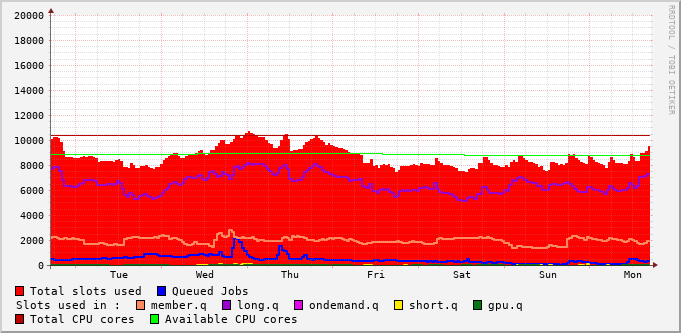 20000
18000
16000
14000
12000
10000
8000
6000
4000
2000
0
Tue Wed Thu Fri Sat Sun Mon
Total slots used Queued Jobs
Slots used in : member.q long.q ondemand.q short.q gpu.q
Total CPU cores Available CPU cores
RRDTOOL / TOBI OETIKER